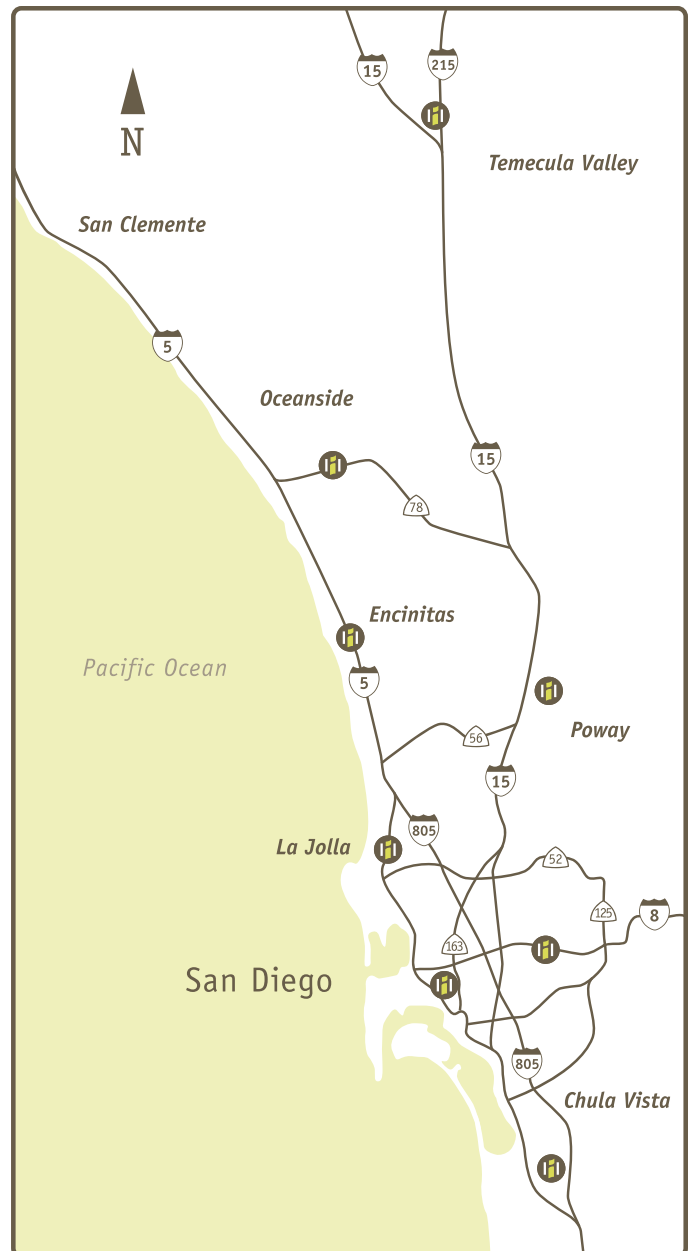 15
215
N
Temecula Valley
San Clemente
5
Oceanside
15
78
Encinitas
Pacific Ocean
5
Poway
56
15
805
La Jolla
52
125
8
163
San Diego
805
Chula Vista